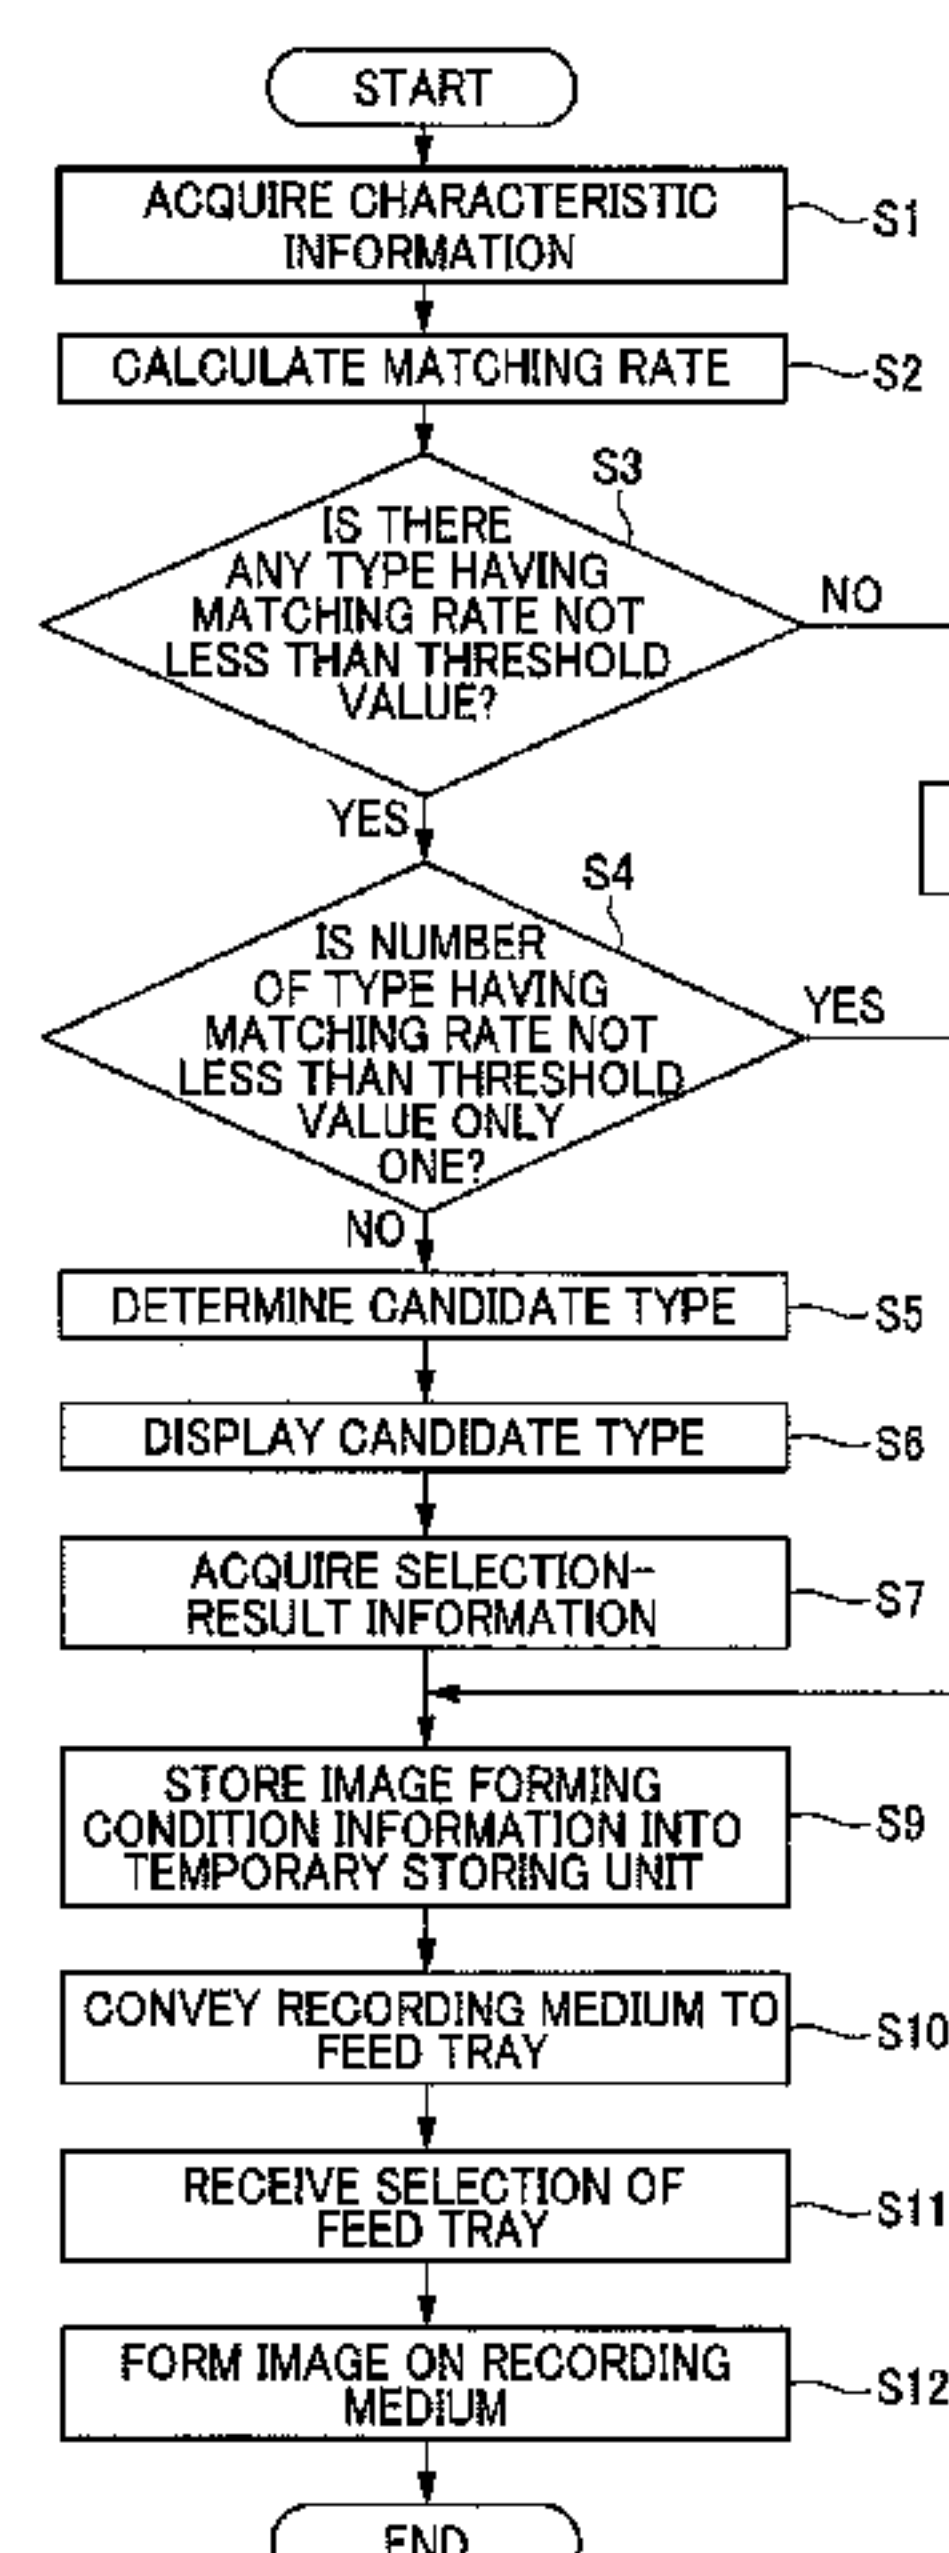 START
ACQUIRE CHARACTERISTIC
INFORMATION
S1
CALCULATE MATCHING RATE
S2
S3
IS THERE
ANY TYPE HAVING
MATCHING RATE NOT
LESS THAN THRESHOLD
VALUE?
NO
YES
S4
IS NUMBER
OF TYPE HAVING
MATCHING RATE NOT
LESS THAN THRESHOLD
VALUE ONLY
ONE?
YES
NO
DETERMINE CANDIDATE TYPE
S5
DISPLAY CANDIDATE TYPE
S6
ACQUIRE SELECTION-
RESULT INFORMATION
S7
STORE IMAGE FORMING
CONDITION INFORMATION INTO
TEMPORARY STORING UNIT
S9
CONVEY RECORDING MEDIUM TO
FEED TRAY
S10
RECEIVE SELECTION OF
FEED TRAY
S11
FORM IMAGE ON RECORDING
MEDIUM
S12
END